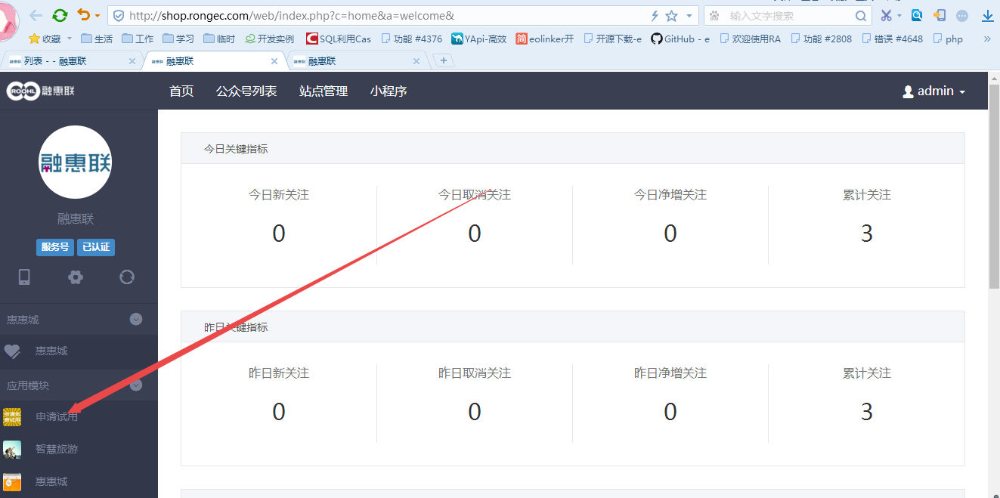 http://shop.rongec.com/web/index.php?c=home&a=welcome& 输入文字搜索
收藏 生活 工作 学习 临时 开发实例 SQL利用Cas 功能 #4376 YApi-高效 简 eolinker开 开源下载-e GitHub - e 欢迎使用RA 功能 #2808 错误 #4648 php »
列表 - - 融惠联 融惠联 融惠联
ROOHL 融惠联 首页 公众号列表 站点管理 小程序 admin
融惠联
融惠联
服务号 已认证
惠惠城
惠惠城
应用模块
申请试用
智慧旅游
惠惠城
今日关键指标
今日新关注 今日取消关注 今日净增关注 累计关注
0 0 0 3
昨日关键指标
昨日新关注 昨日取消关注 昨日净增关注 累计关注
0 0 0 3